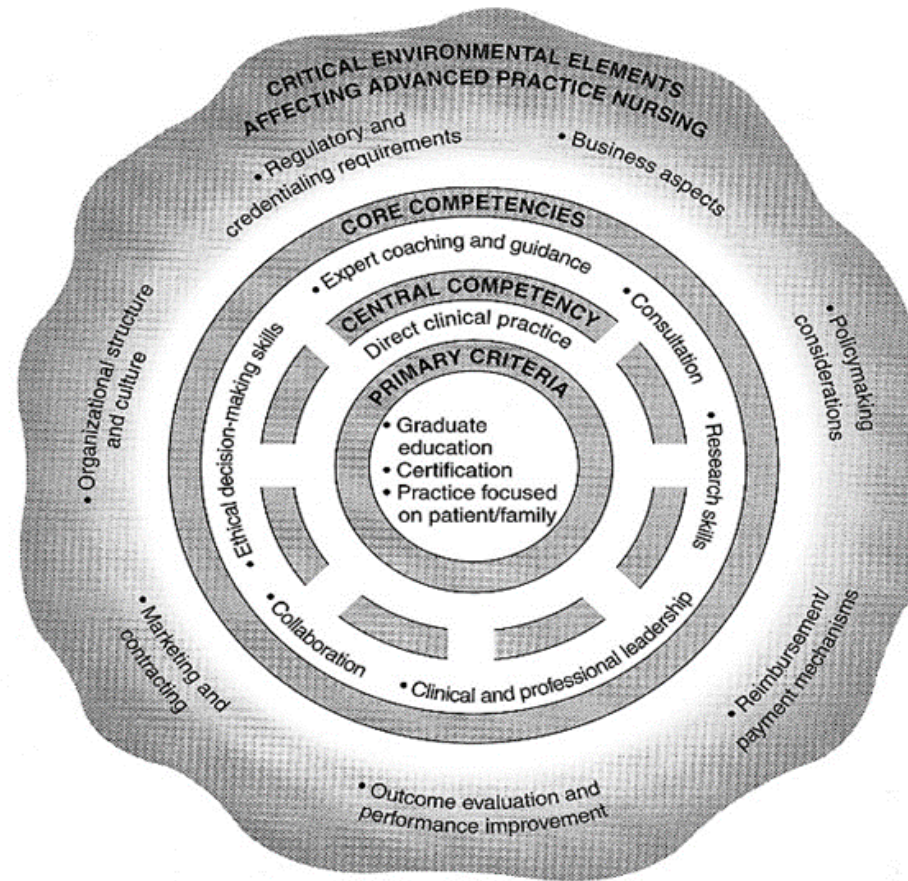 CRITICAL ENVIRONMENTAL ELEMENTS
AFFECTING ADVANCED PRACTICE NURSING
• Regulatory and
credentialing requirements
• Business aspects
• Policymaking
considerations
• Reimbursement/
payment mechanisms
• Outcome evaluation and
performance improvement
• Marketing and
contracting
• Organizational structure
and culture
CORE COMPETENCIES
• Expert coaching and guidance
• Consultation
• Research skills
• Clinical and professional leadership
• Collaboration
• Ethical decision-making skills
CENTRAL COMPETENCY
Direct clinical practice
PRIMARY CRITERIA
• Graduate
education
• Certification
• Practice focused
on patient/family